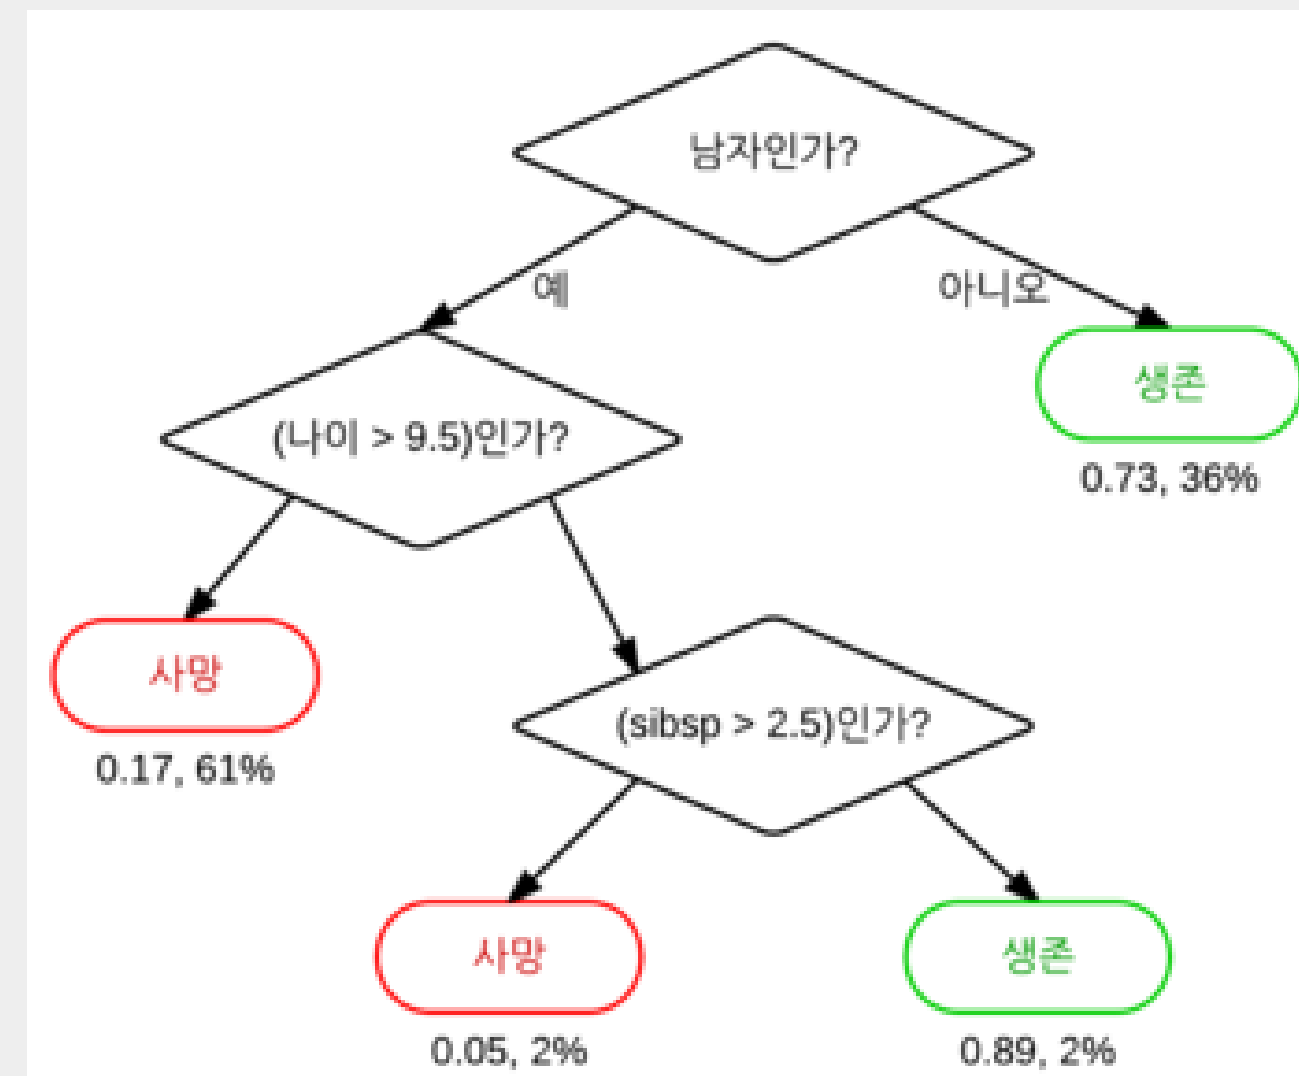 남자인가?
예
아니오
생존
0.73, 36%
(나이 > 9.5)인가?
사망
0.17, 61%
(sibsp > 2.5)인가?
사망
0.05, 2%
생존
0.89, 2%